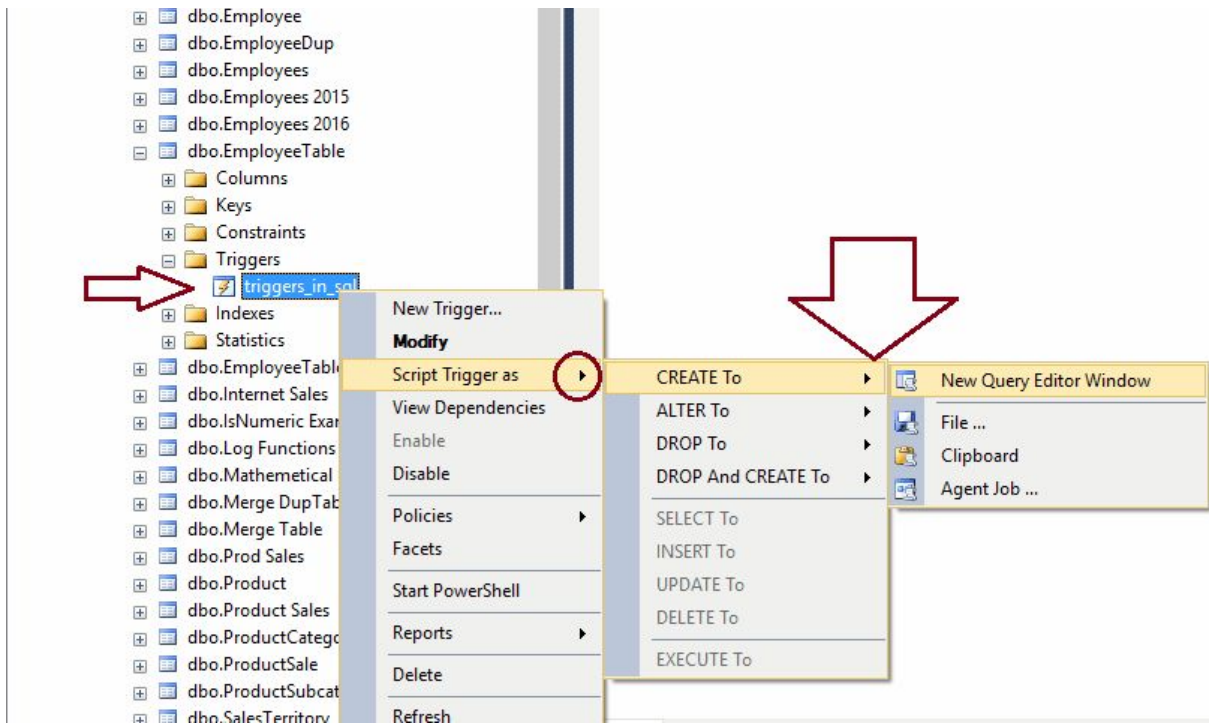 dbo.Employee
dbo.EmployeeDup
dbo.Employees
dbo.Employees 2015
dbo.Employees 2016
dbo.EmployeeTable
Columns
Keys
Constraints
Triggers
triggers_in_sql
Indexes
Statistics
dbo.EmployeeTabl
dbo.Internet Sales
dbo.IsNumeric Exar
dbo.Log Functions
dbo.Mathemetical
dbo.Merge DupTab
dbo.Merge Table
dbo.Prod Sales
dbo.Product
dbo.Product Sales
dbo.ProductCatego
dbo.ProductSale
dbo.ProductSubcat
dbo.SalesTerritory
New Trigger...
Modify
Script Trigger as
View Dependencies
Enable
Disable
Policies
Facets
Start PowerShell
Reports
Delete
Refresh
CREATE To
ALTER To
DROP To
DROP And CREATE To
SELECT To
INSERT To
UPDATE To
DELETE To
EXECUTE To
New Query Editor Window
File ...
Clipboard
Agent Job ...